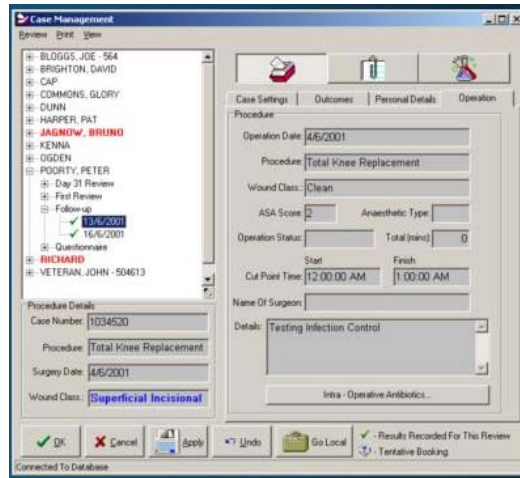 Case Management
Review Print View
BLOGGS, JOE - 564
BRIGHTON, DAVID
CAP
COMMONS, GLORY
DUNN
HARPER, PAT
JAGNOW, BRUNO
KENNA
OGDEN
POORTY, PETER
Day 31 Review
First Review
Follow-up
13/6/2001
16/6/2001
Questionnaire
RICHARD
VETERAN, JOHN - 504613
Procedure Details
Case Number: 1034520
Procedure: Total Knee Replacement
Surgery Date: 4/6/2001
Wound Class.: Superficial Incisional
Case Settings Outcomes Personal Details Operation
Procedure
Operation Date: 4/6/2001
Procedure: Total Knee Replacement
Wound Class.: Clean
ASA Score: 2 Anaesthetic Type:
Operation Status: Total (mins): 0
Start Finish
Cut Point Time: 12:00:00 AM 1:00:00 AM
Name Of Surgeon:
Details: Testing Infection Control
Intra - Operative Antibiotics...
OK Cancel Apply Undo Go Local
- Results Recorded For This Review
- Tentative Booking
Connected To Database